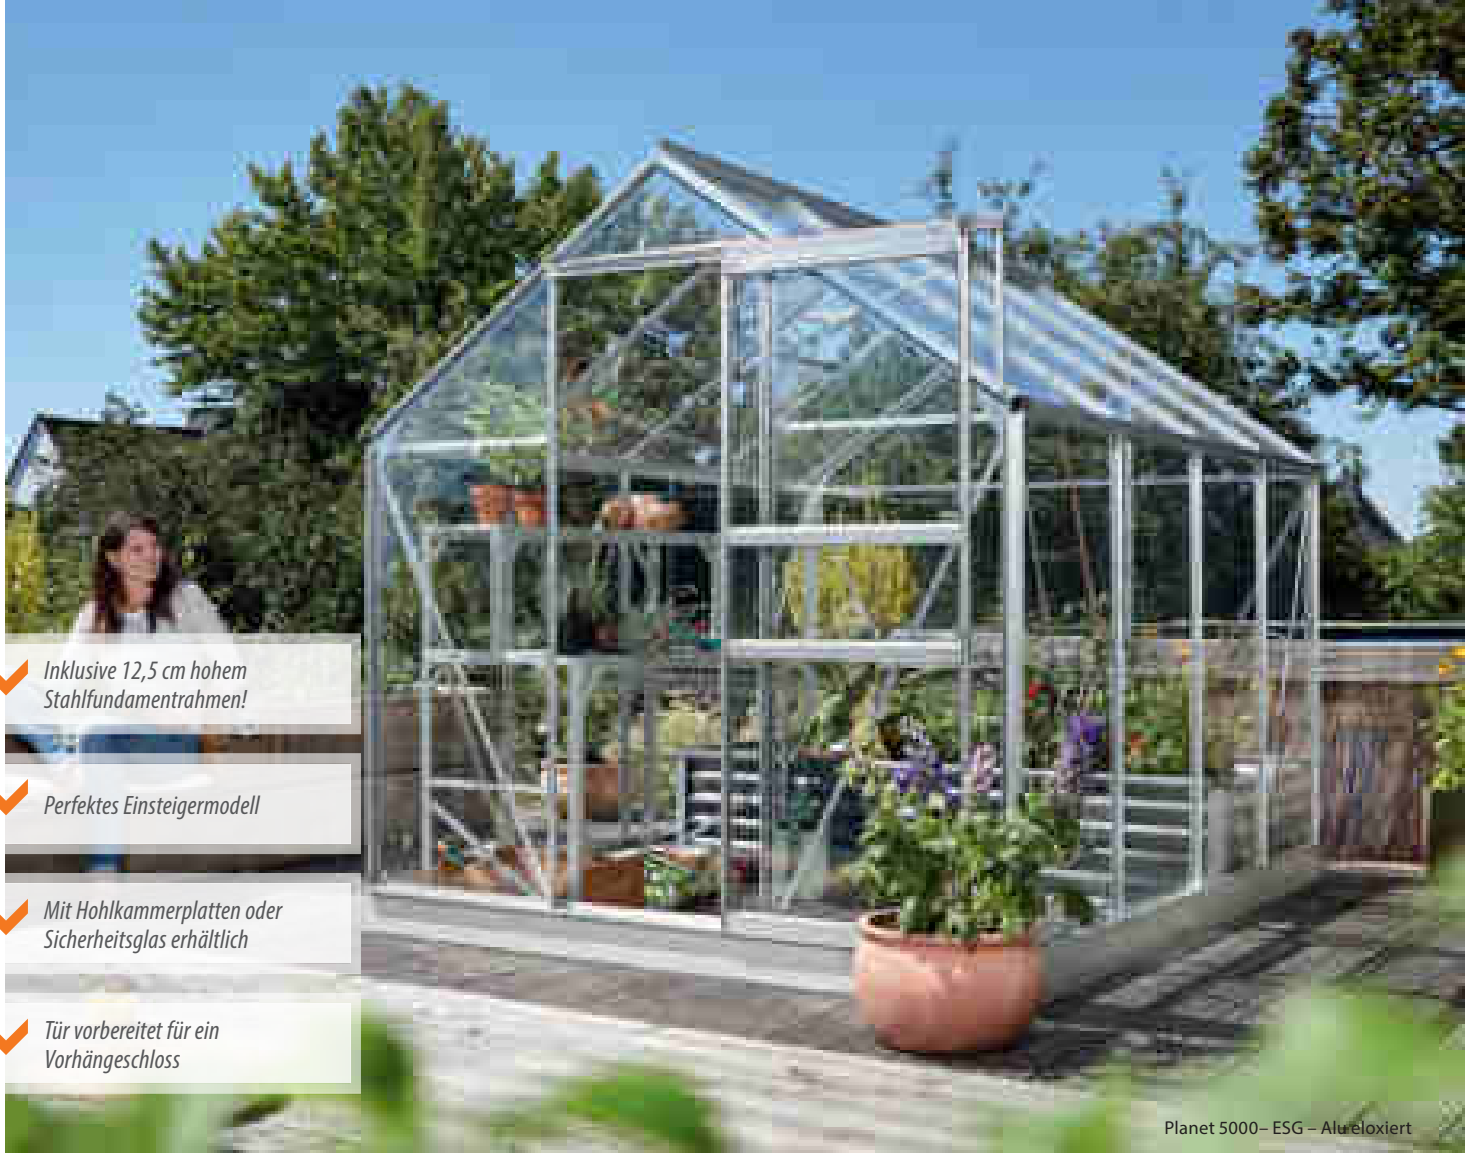 Inklusive 12,5 cm hohem
Stahlfundamentrahmen!
Perfektes Einsteigermodell
Mit Hohlkammerplatten oder
Sicherheitsglas erhältlich
Tür vorbereitet für ein
Vorhängeschloss
Planet 5000– ESG – Alu eloxiert